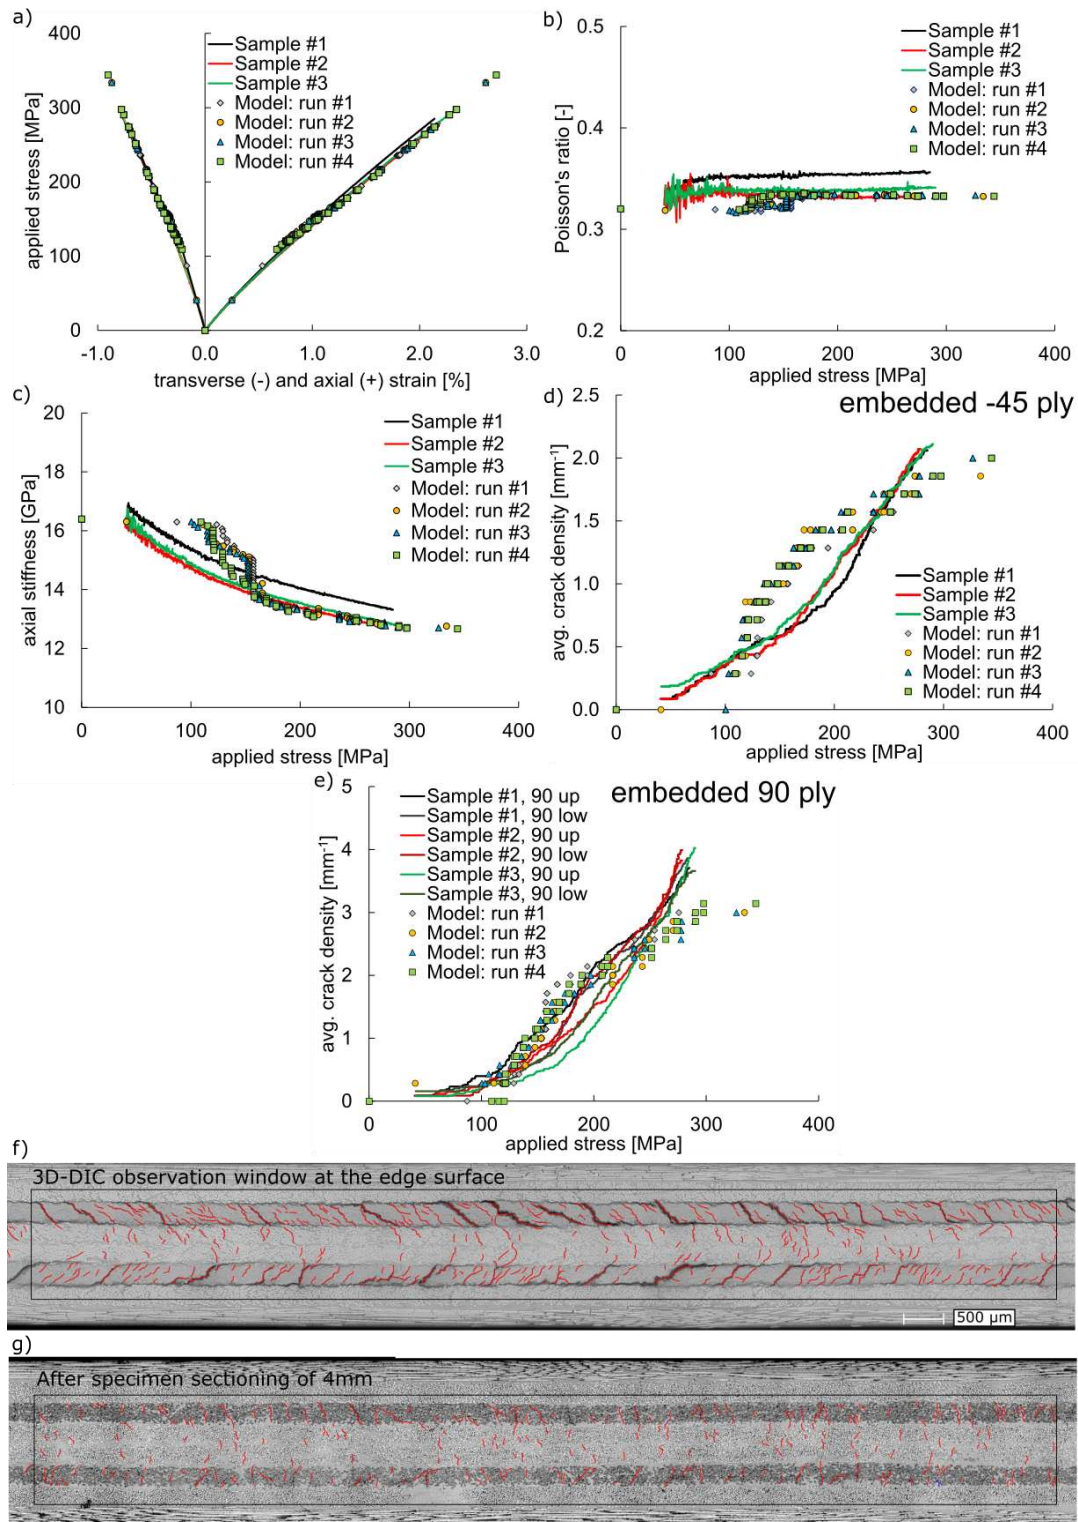 a)
400
300
200
100
0
-1.0
0.0
1.0
2.0
3.0
applied stress [MPa]
transverse (-) and axial (+) strain [%]
Sample #1
Sample #2
Sample #3
Model: run #1
Model: run #2
Model: run #3
Model: run #4
b)
0.5
0.4
0.3
0.2
0
100
200
300
400
Poisson's ratio [-]
applied stress [MPa]
Sample #1
Sample #2
Sample #3
Model: run #1
Model: run #2
Model: run #3
Model: run #4
c)
20
18
16
14
12
10
0
100
200
300
400
axial stiffness [GPa]
applied stress [MPa]
Sample #1
Sample #2
Sample #3
Model: run #1
Model: run #2
Model: run #3
Model: run #4
d)
embedded -45 ply
2.5
2.0
1.5
1.0
0.5
0.0
0
100
200
300
400
avg. crack density [mm⁻¹]
applied stress [MPa]
Sample #1
Sample #2
Sample #3
Model: run #1
Model: run #2
Model: run #3
Model: run #4
e)
embedded 90 ply
5
4
3
2
1
0
0
100
200
300
400
avg. crack density [mm⁻¹]
applied stress [MPa]
Sample #1, 90 up
Sample #1, 90 low
Sample #2, 90 up
Sample #2, 90 low
Sample #3, 90 up
Sample #3, 90 low
Model: run #1
Model: run #2
Model: run #3
Model: run #4
f)
3D-DIC observation window at the edge surface
500 µm
g)
After specimen sectioning of 4mm